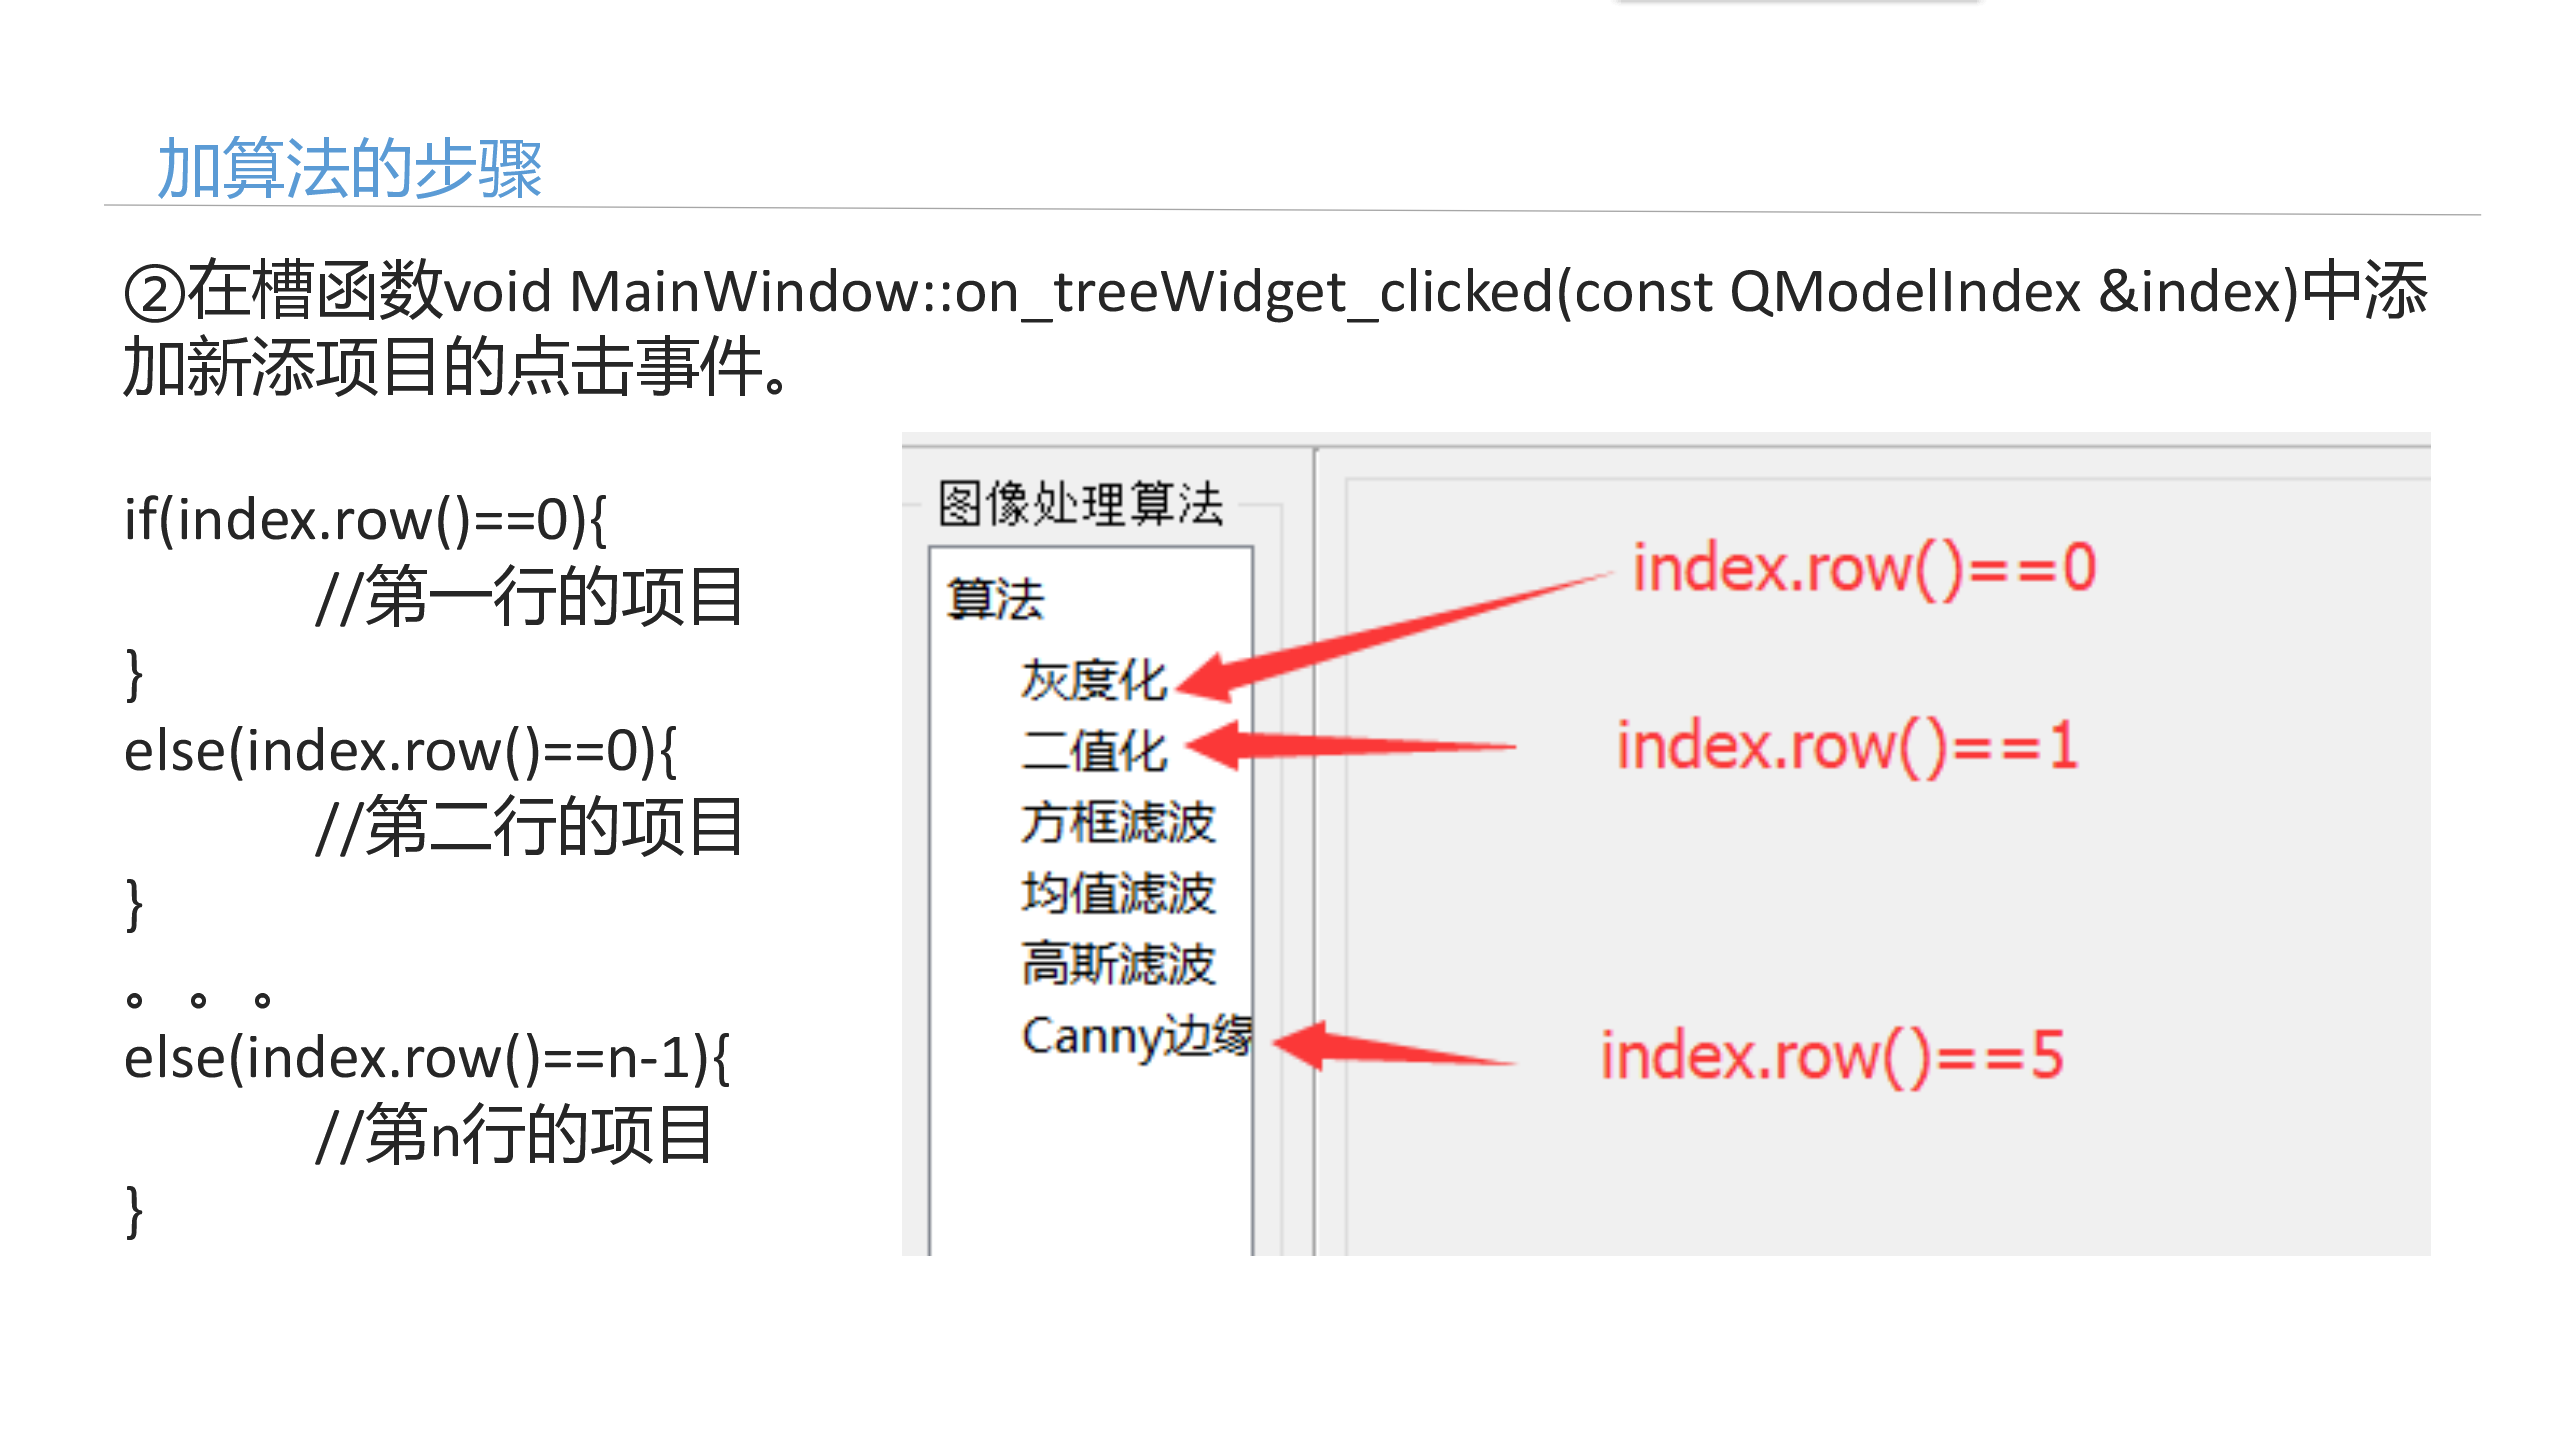 加算法的步骤
②在槽函数void MainWindow::on_treeWidget_clicked(const QModelIndex &index)中添
加新添项目的点击事件。
if(index.row()==0){
//第一行的项目
}
else(index.row()==0){
//第二行的项目
}
。。。
else(index.row()==n-1){
//第n行的项目
}
图像处理算法
算法
灰度化
二值化
方框滤波
均值滤波
高斯滤波
Canny边缘
index.row()==0
index.row()==1
index.row()==5